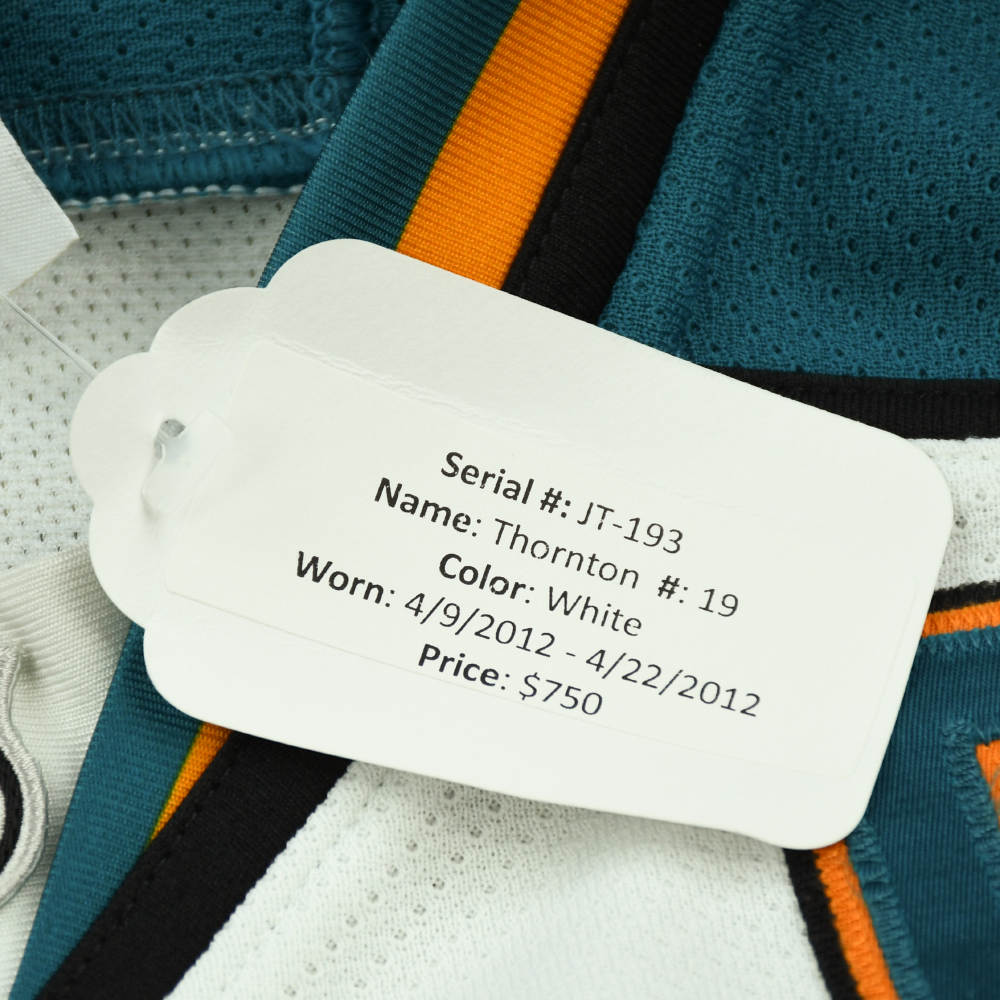 Serial #: JT-193
Name: Thornton #: 19
Color: White
Worn: 4/9/2012 - 4/22/2012
Price: $750